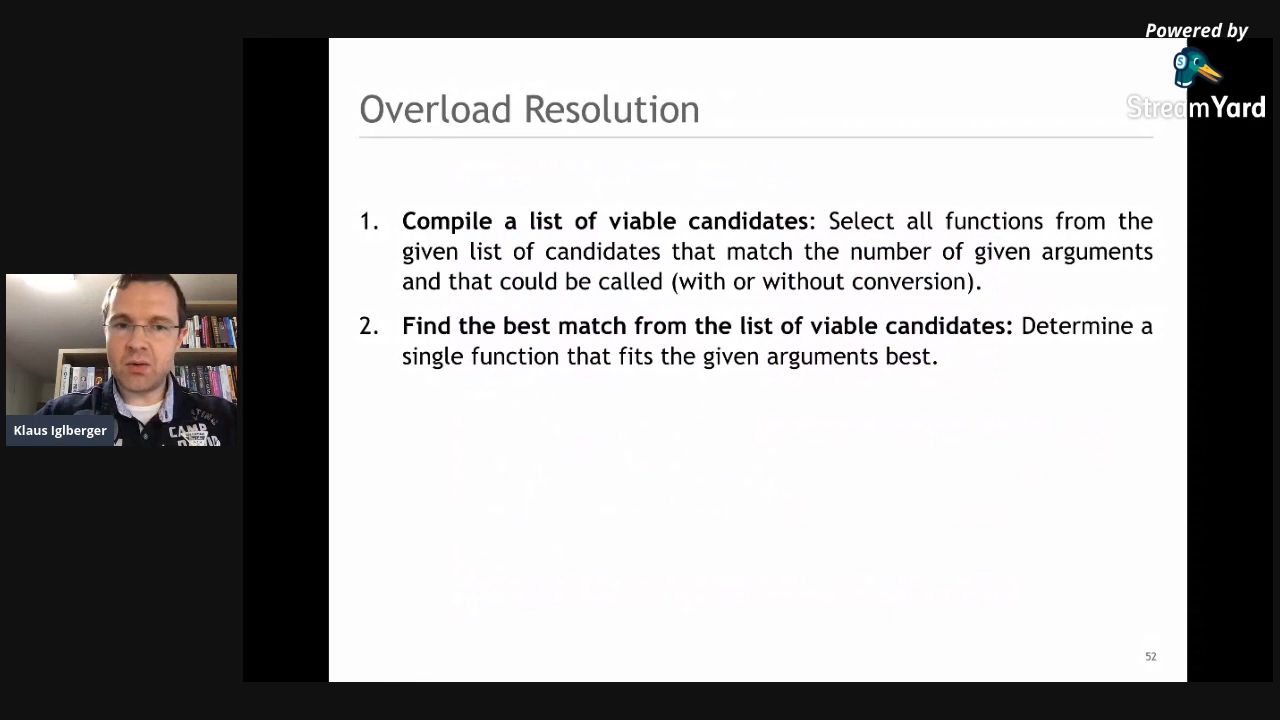 Powered by
StreamYard
Overload Resolution
1. Compile a list of viable candidates: Select all functions from the
given list of candidates that match the number of given arguments
and that could be called (with or without conversion).
2. Find the best match from the list of viable candidates: Determine a
single function that fits the given arguments best.
Klaus Iglberger
CAMP
52